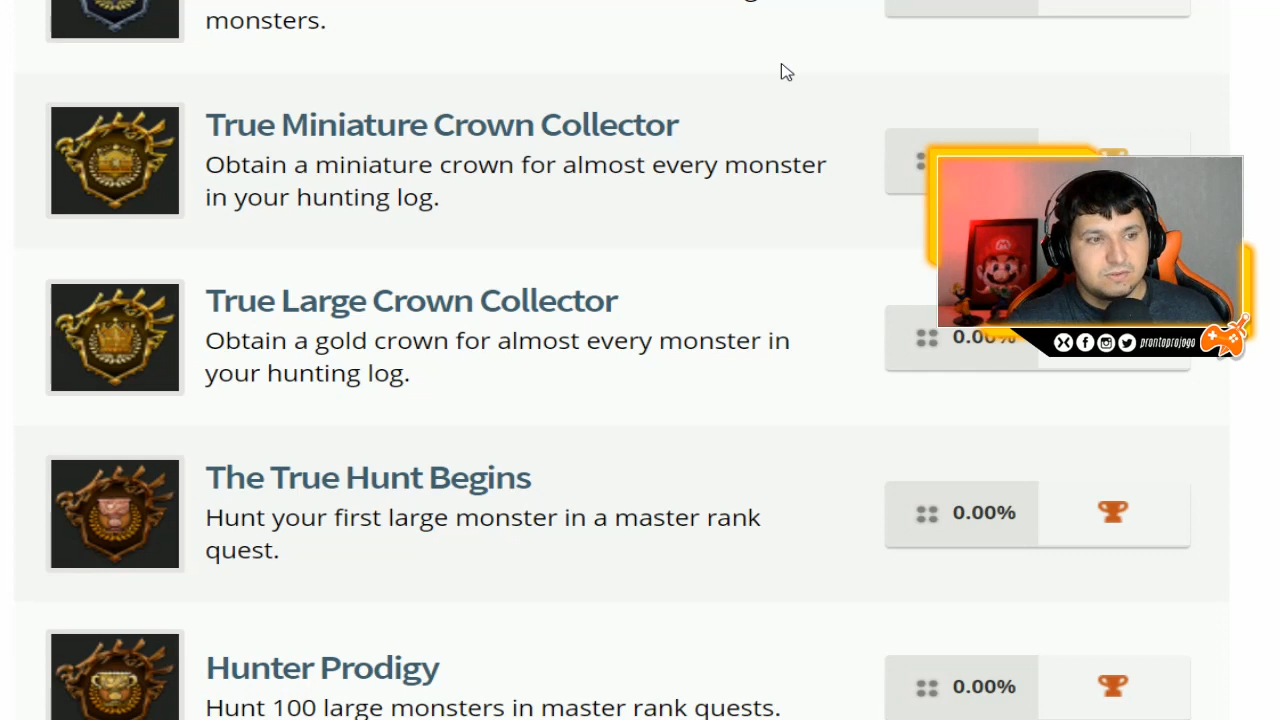 monsters.
True Miniature Crown Collector
Obtain a miniature crown for almost every monster
in your hunting log.
True Large Crown Collector
Obtain a gold crown for almost every monster in
your hunting log.
0.00%
prontoprojogo
The True Hunt Begins
Hunt your first large monster in a master rank
quest.
0.00%
Hunter Prodigy
Hunt 100 large monsters in master rank quests.
0.00%